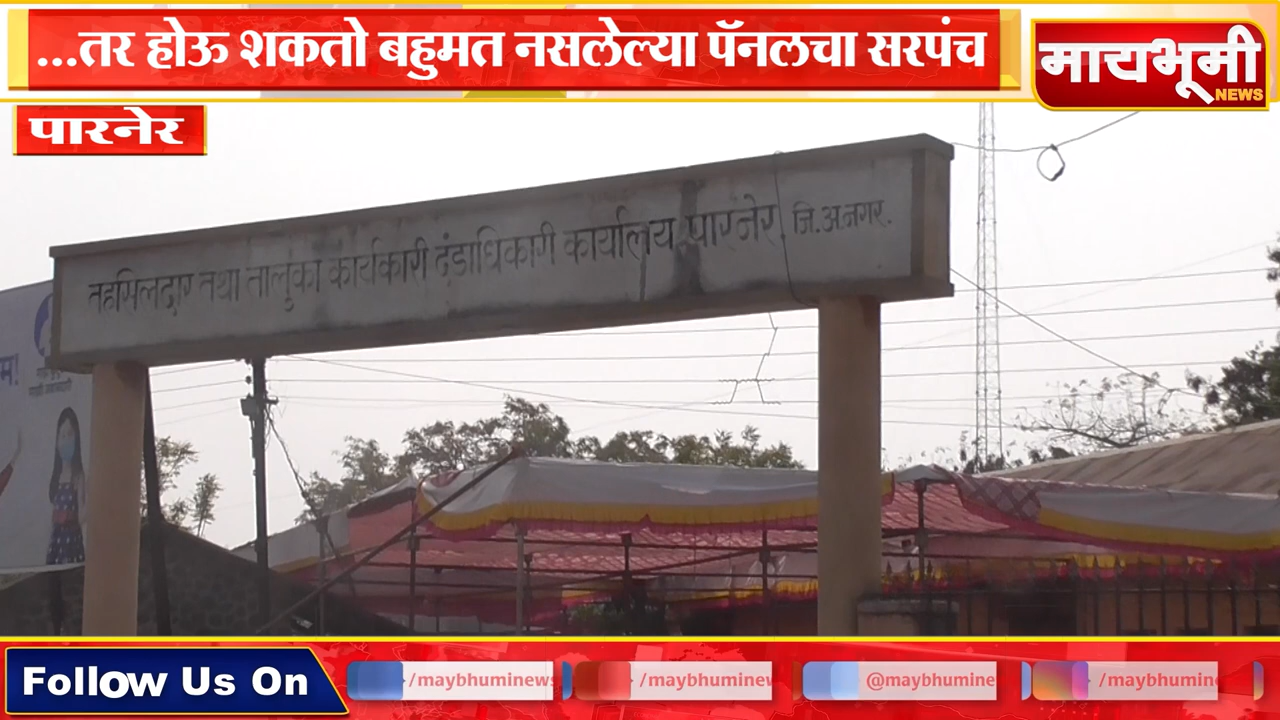 ...तर होऊ शकतो बहुमत नसलेल्या पॅनलचा सरपंच
मायभूमी
NEWS
पारनेर
तहसिलदार तथा तालुका कार्यकारी दंडाधिकारी कार्यालय पारनेर जि.अ.नगर.
Follow Us On
/maybhuminews
/maybhuminew
@maybhumine
/maybhumin